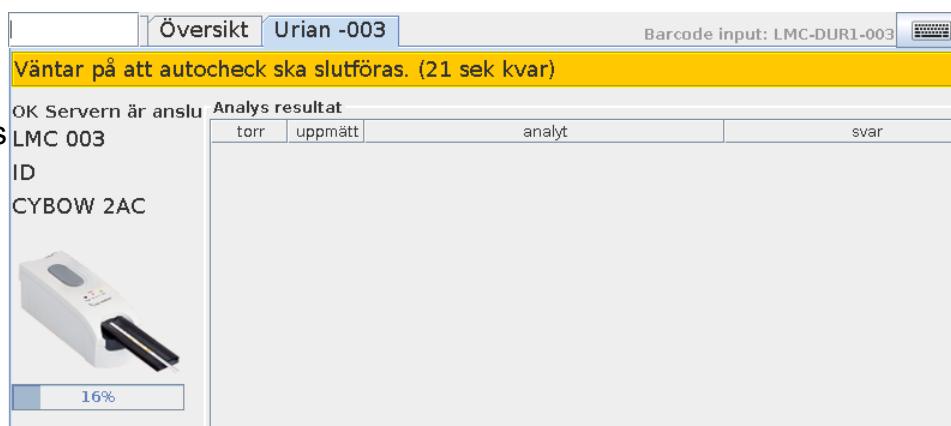 Översikt
Urian -003
Barcode input: LMC-DUR1-003
Väntar på att autocheck ska slutföras. (21 sek kvar)
OK Servern är anslu
Analys resultat
torr
uppmätt
analyt
svar
s
LMC 003
ID
CYBOW 2AC
16%